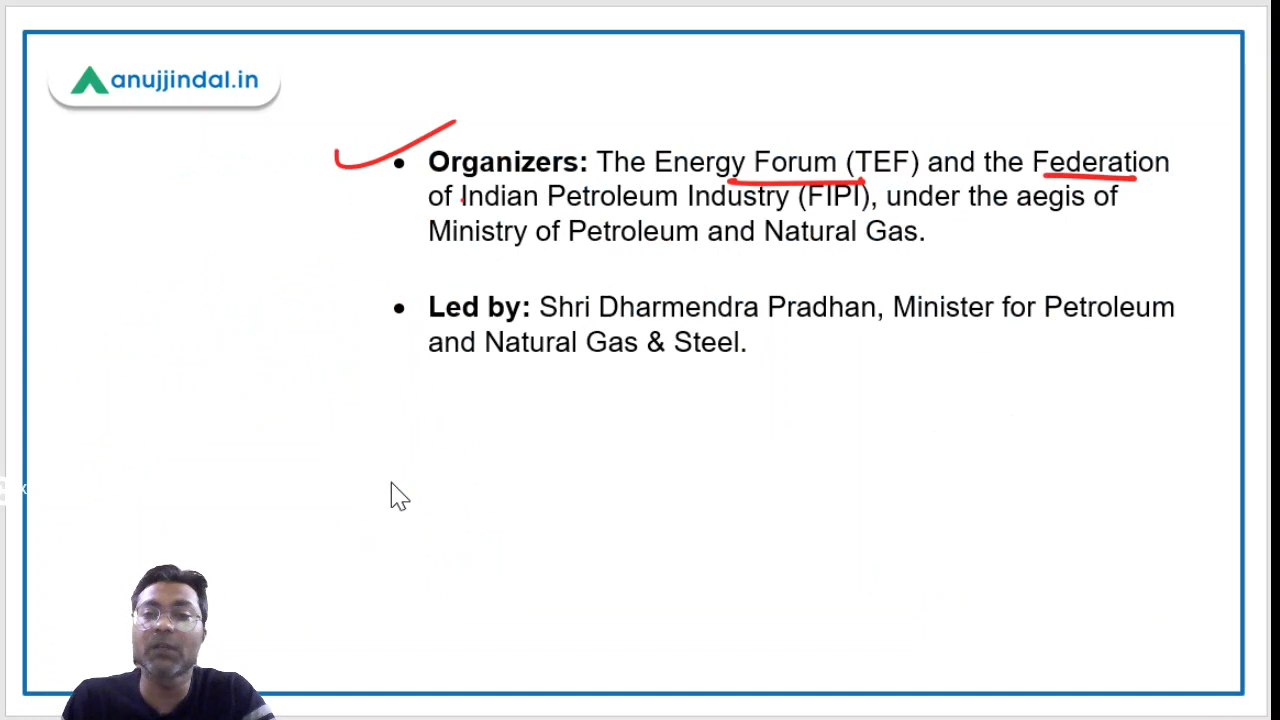 anujjindal.in
• Organizers: The Energy Forum (TEF) and the Federation
of Indian Petroleum Industry (FIPI), under the aegis of
Ministry of Petroleum and Natural Gas.
• Led by: Shri Dharmendra Pradhan, Minister for Petroleum
and Natural Gas & Steel.